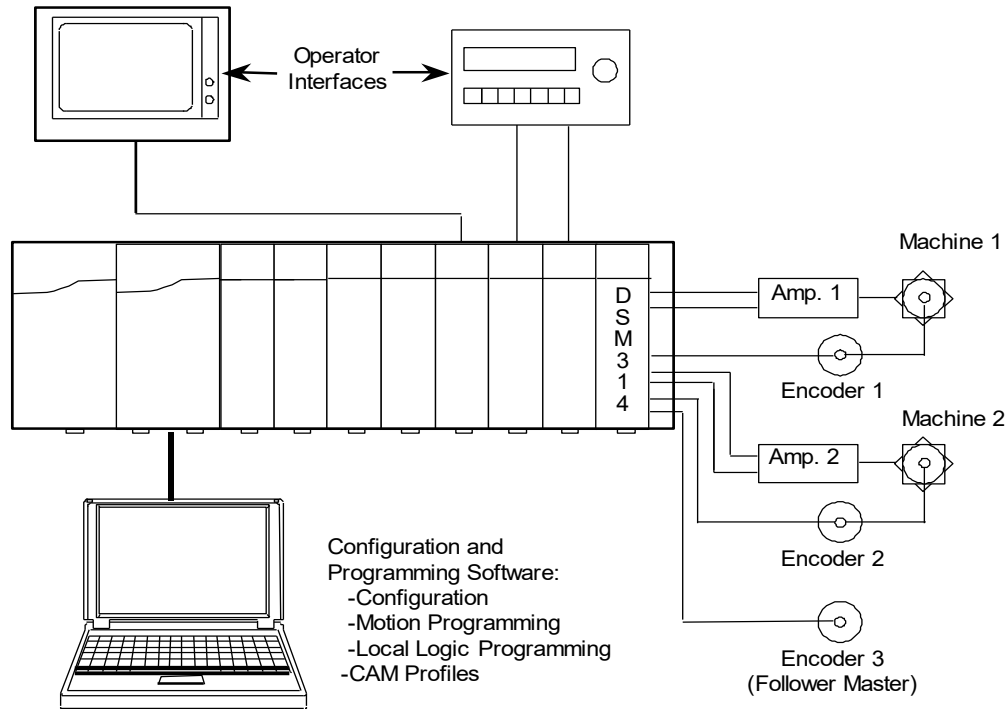 Operator
Interfaces
Machine 1
D
S
M
3
1
4
Amp. 1
Encoder 1
Machine 2
Amp. 2
Encoder 2
Configuration and
Programming Software:
-Configuration
-Motion Programming
-Local Logic Programming
-CAM Profiles
Encoder 3
(Follower Master)